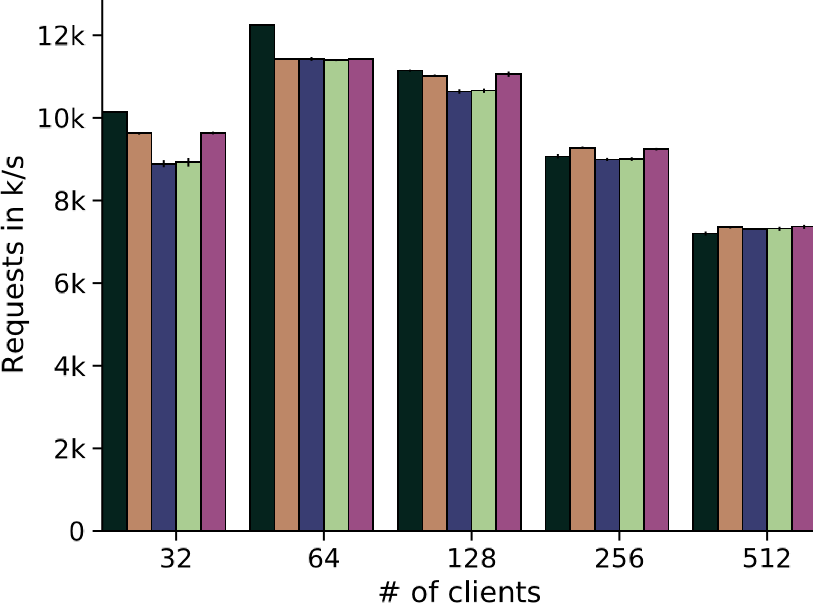 Requests in k/s
12k
10k
8k
6k
4k
2k
0
32 64 128 256 512
# of clients